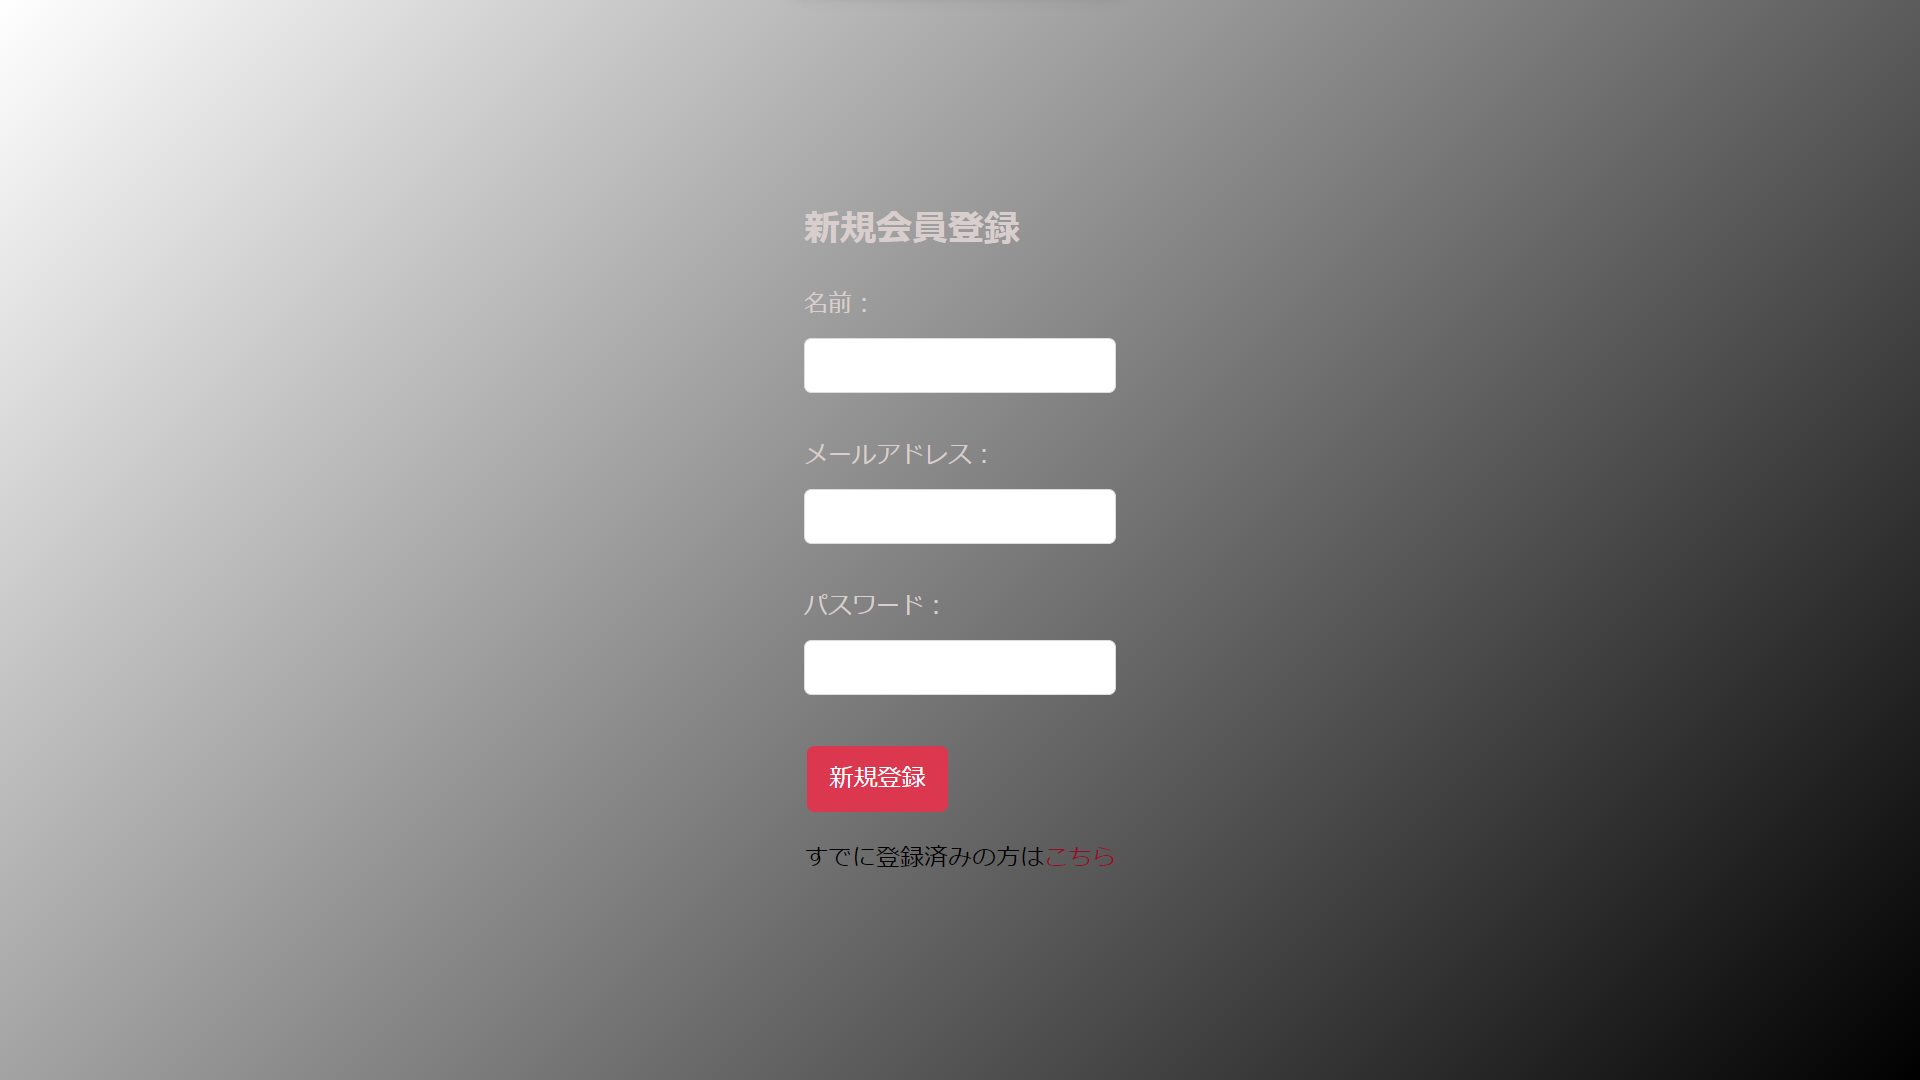 新規会員登録
名前：
メールアドレス：
パスワード：
新規登録
すでに登録済みの方はこちら